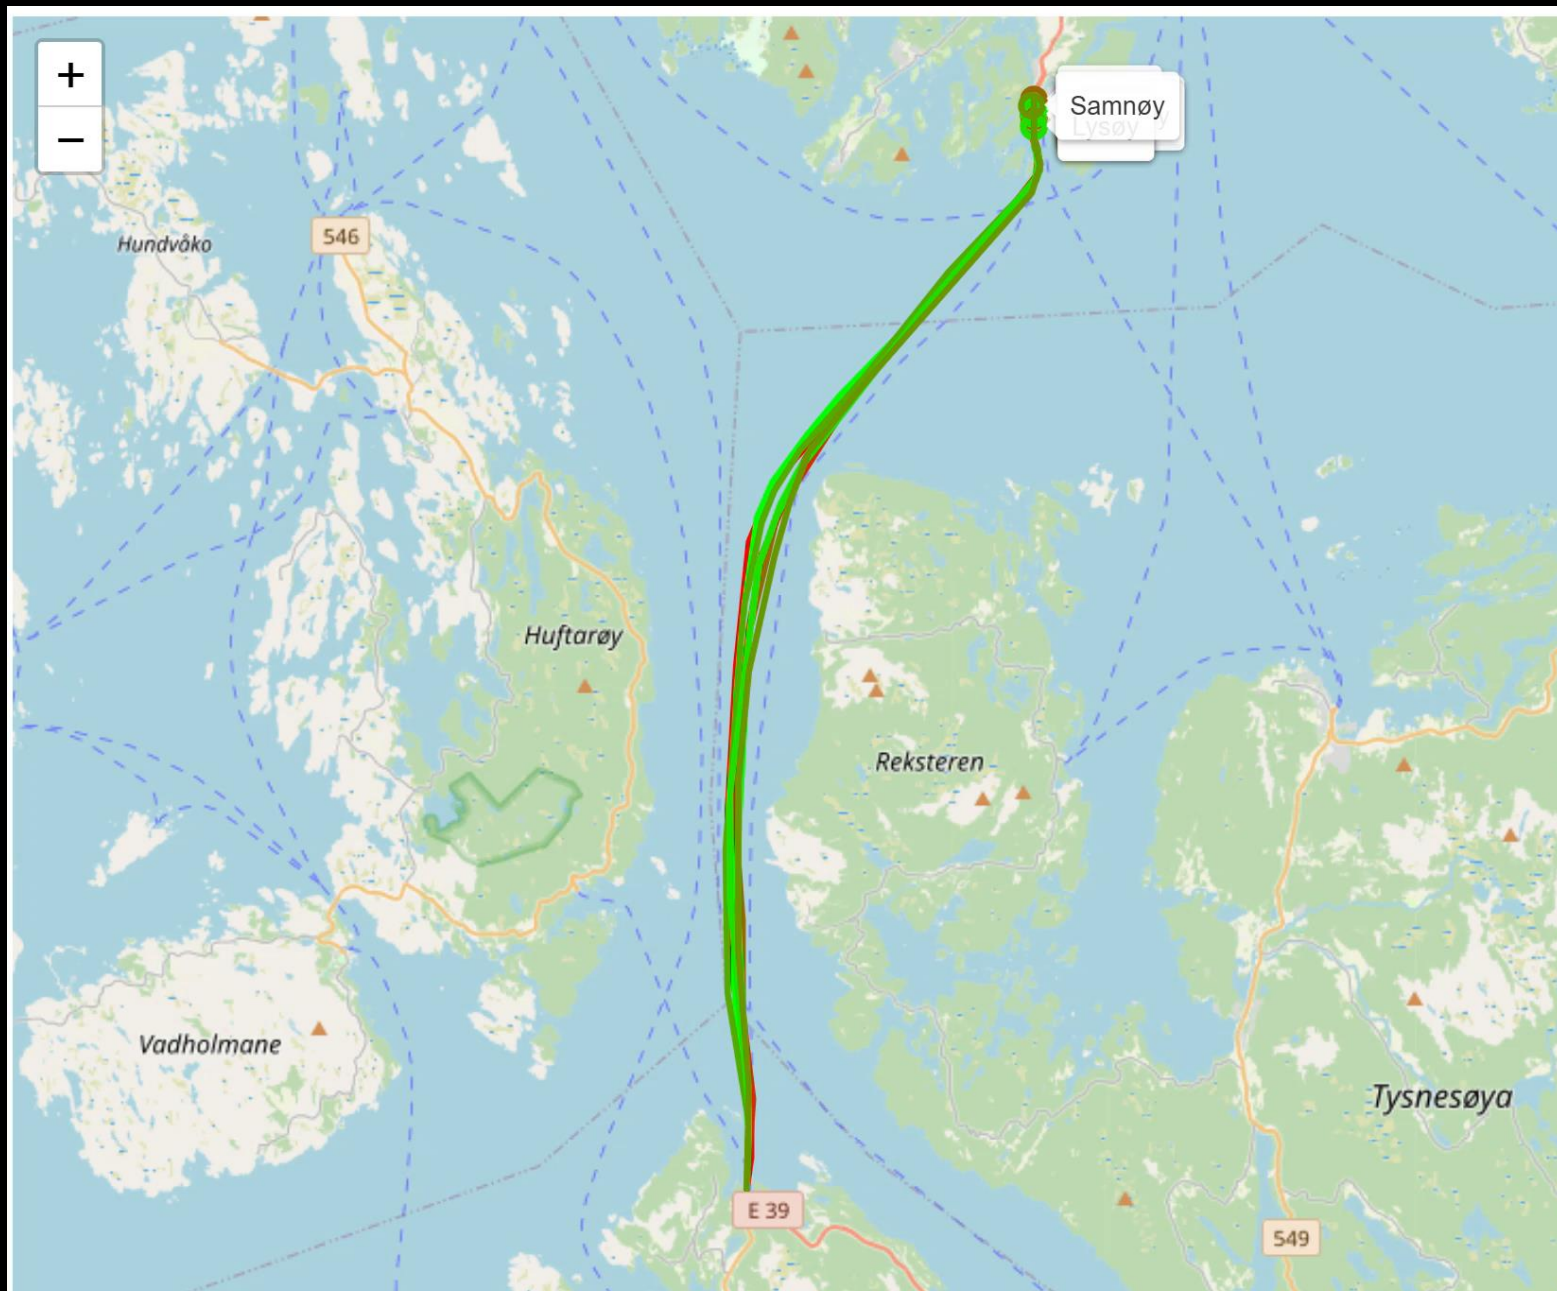 +
−
Samnøy
Lysøy
546
Hundvåko
Huftarøy
Reksteren
Vadholmane
Tysnesøya
E 39
549